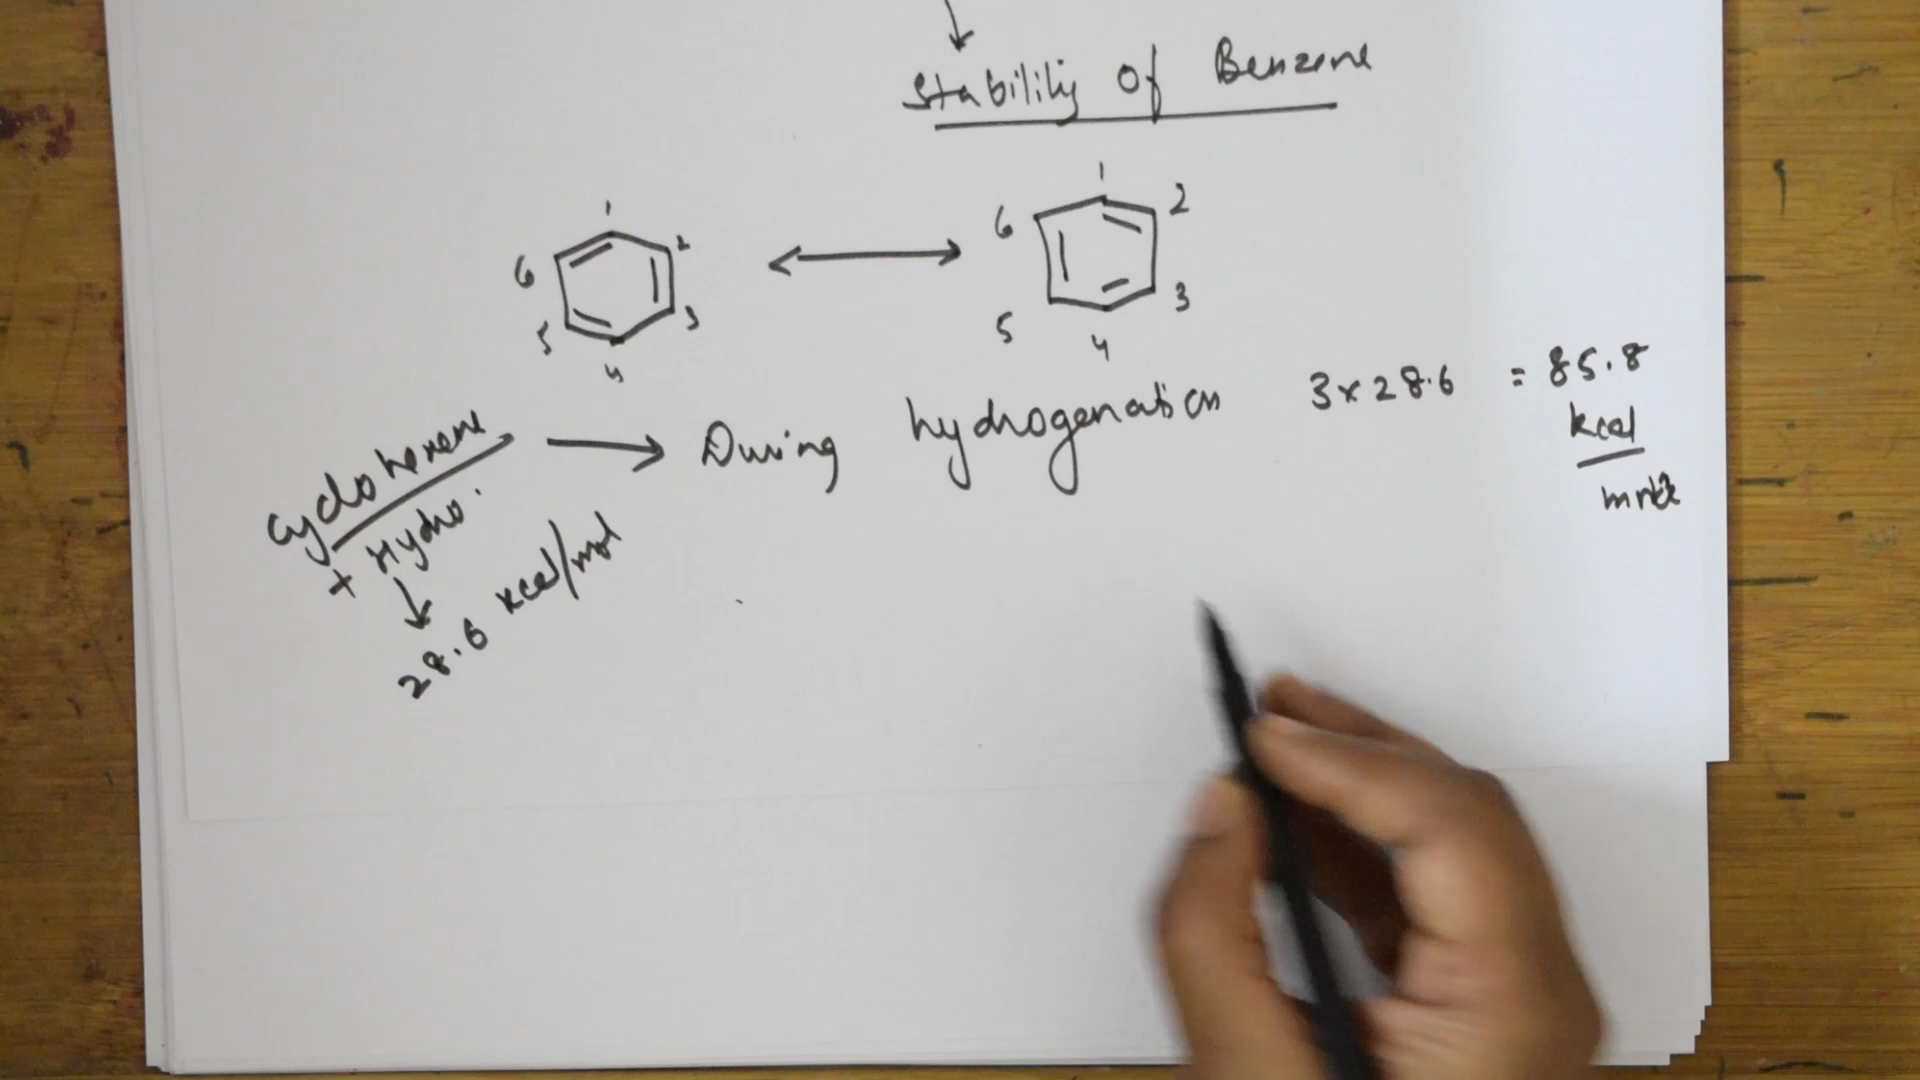 Stability Of Benzene
1
2
3
4
5
6
1
2
3
4
5
6
Cyclohexene
+ Hydro.
28.6 kcal/mol
During hydrogenation 3 x 28.6 = 85.8
kcal